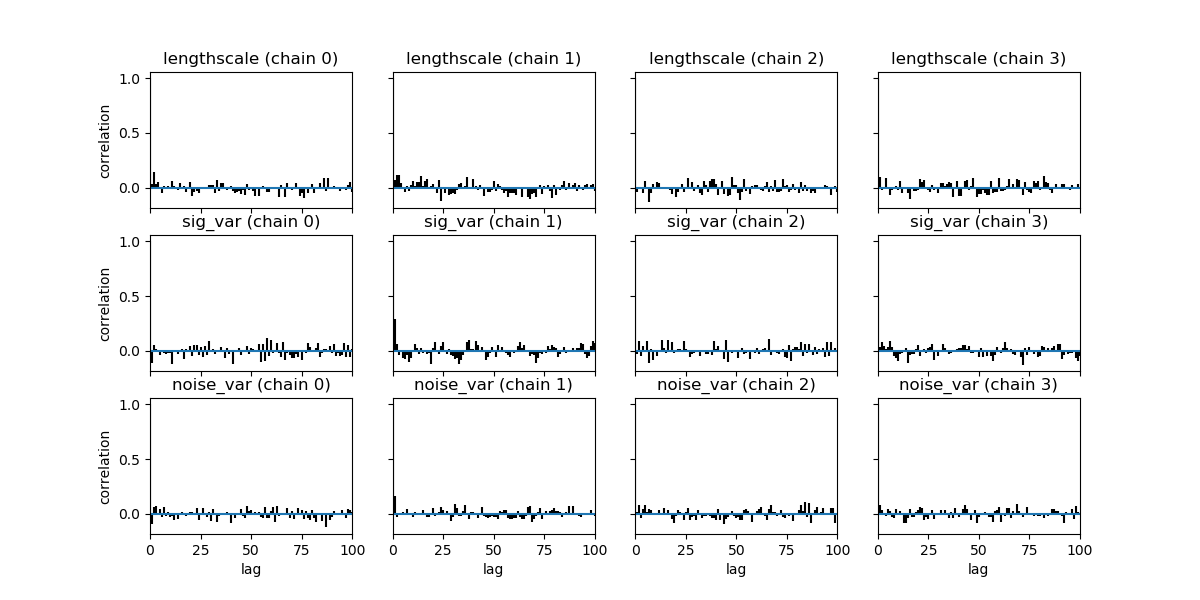 lengthscale (chain 0) lengthscale (chain 1) lengthscale (chain 2) lengthscale (chain 3)
1.0
0.5
0.0
correlation
sig_var (chain 0) sig_var (chain 1) sig_var (chain 2) sig_var (chain 3)
1.0
0.5
0.0
correlation
noise_var (chain 0) noise_var (chain 1) noise_var (chain 2) noise_var (chain 3)
1.0
0.5
0.0
correlation
0 25 50 75 100 0 25 50 75 100 0 25 50 75 100 0 25 50 75 100
lag lag lag lag